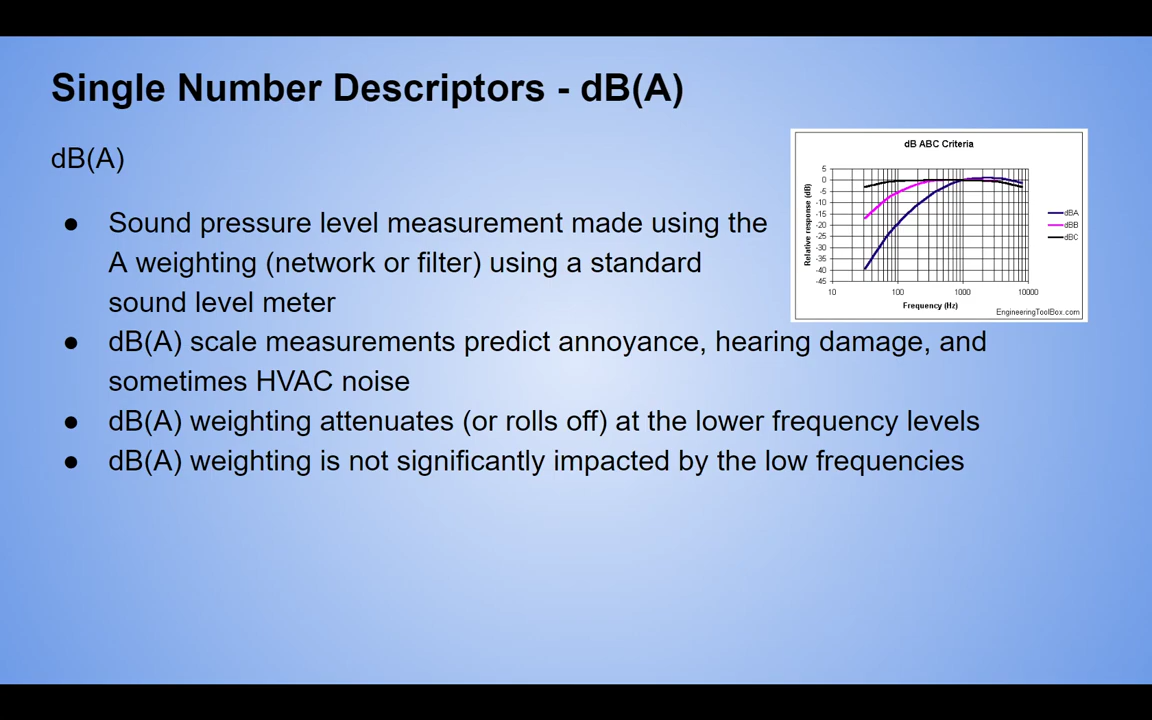 Single Number Descriptors - dB(A)
dB(A)
● Sound pressure level measurement made using the
A weighting (network or filter) using a standard
sound level meter
● dB(A) scale measurements predict annoyance, hearing damage, and
sometimes HVAC noise
● dB(A) weighting attenuates (or rolls off) at the lower frequency levels
● dB(A) weighting is not significantly impacted by the low frequencies
dB ABC Criteria
Relative response (dB)
5
0
-5
-10
-15
-20
-25
-30
-35
-40
-45
10 100 1000 10000
Frequency (Hz)
dBA
dBB
dBC
EngineeringToolBox.com